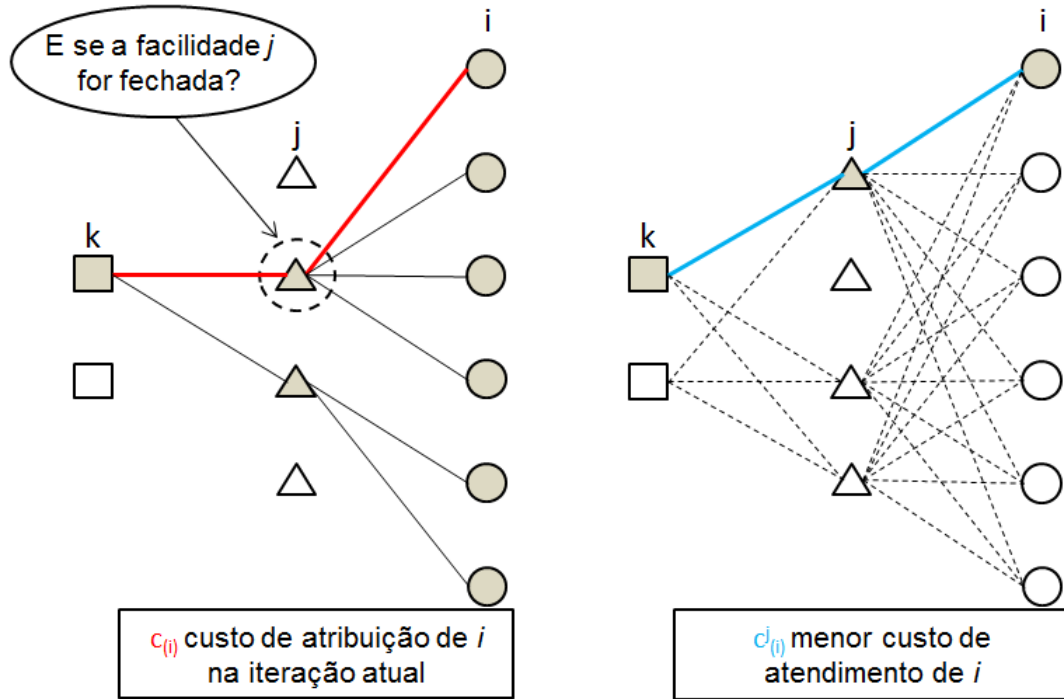 E se a facilidade j
for fechada?
i
j
k
c(i) custo de atribuição de i
na iteração atual
i
j
k
cj(i) menor custo de
atendimento de i